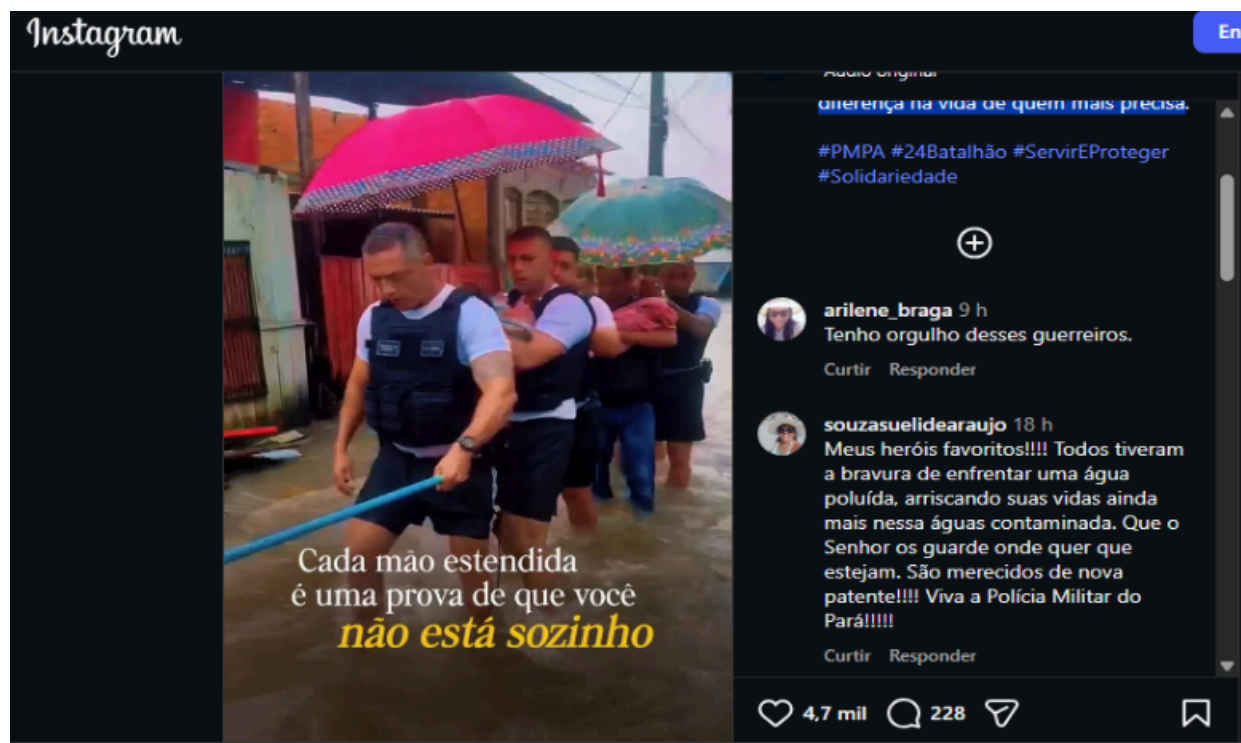 Instagram
En
Áudio original
diferença na vida de quem mais precisa.
#PMPA #24Batalhão #ServirEProteger
#Solidariedade
arilene_braga 9 h
Tenho orgulho desses guerreiros.
Curtir Responder
souzasuelidearaujo 18 h
Meus heróis favoritos!!!! Todos tiveram
a bravura de enfrentar uma água
poluída, arriscando suas vidas ainda
mais nessa águas contaminada. Que o
Senhor os guarde onde quer que
estejam. São merecidos de nova
patente!!!! Viva a Polícia Militar do
Pará!!!!!
Curtir Responder
4,7 mil 228
Cada mão estendida
é uma prova de que você
não está sozinho